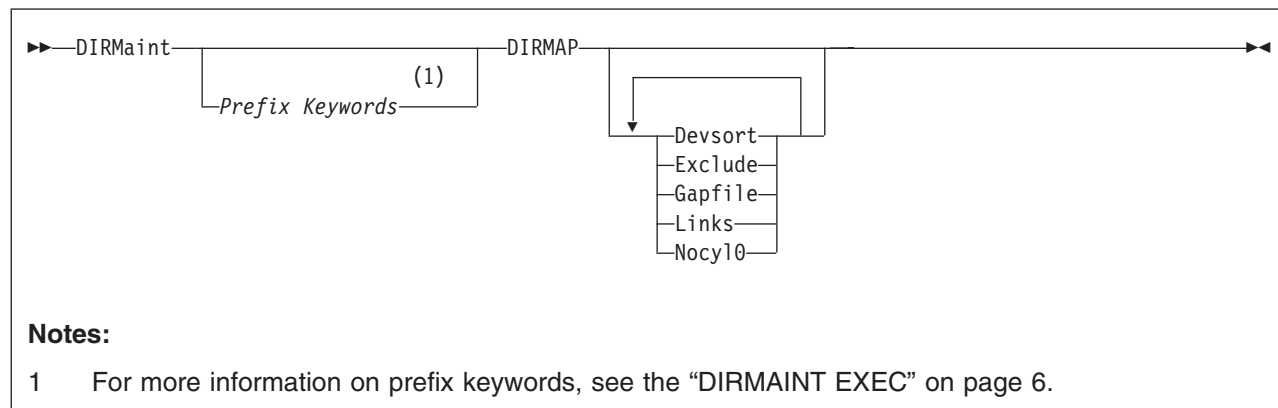 DIRMaint DIRMAP
(1)
Prefix Keywords
Devsort
Exclude
Gapfile
Links
Nocyl0
Notes:
1 For more information on prefix keywords, see the “DIRMAINT EXEC” on page 6.